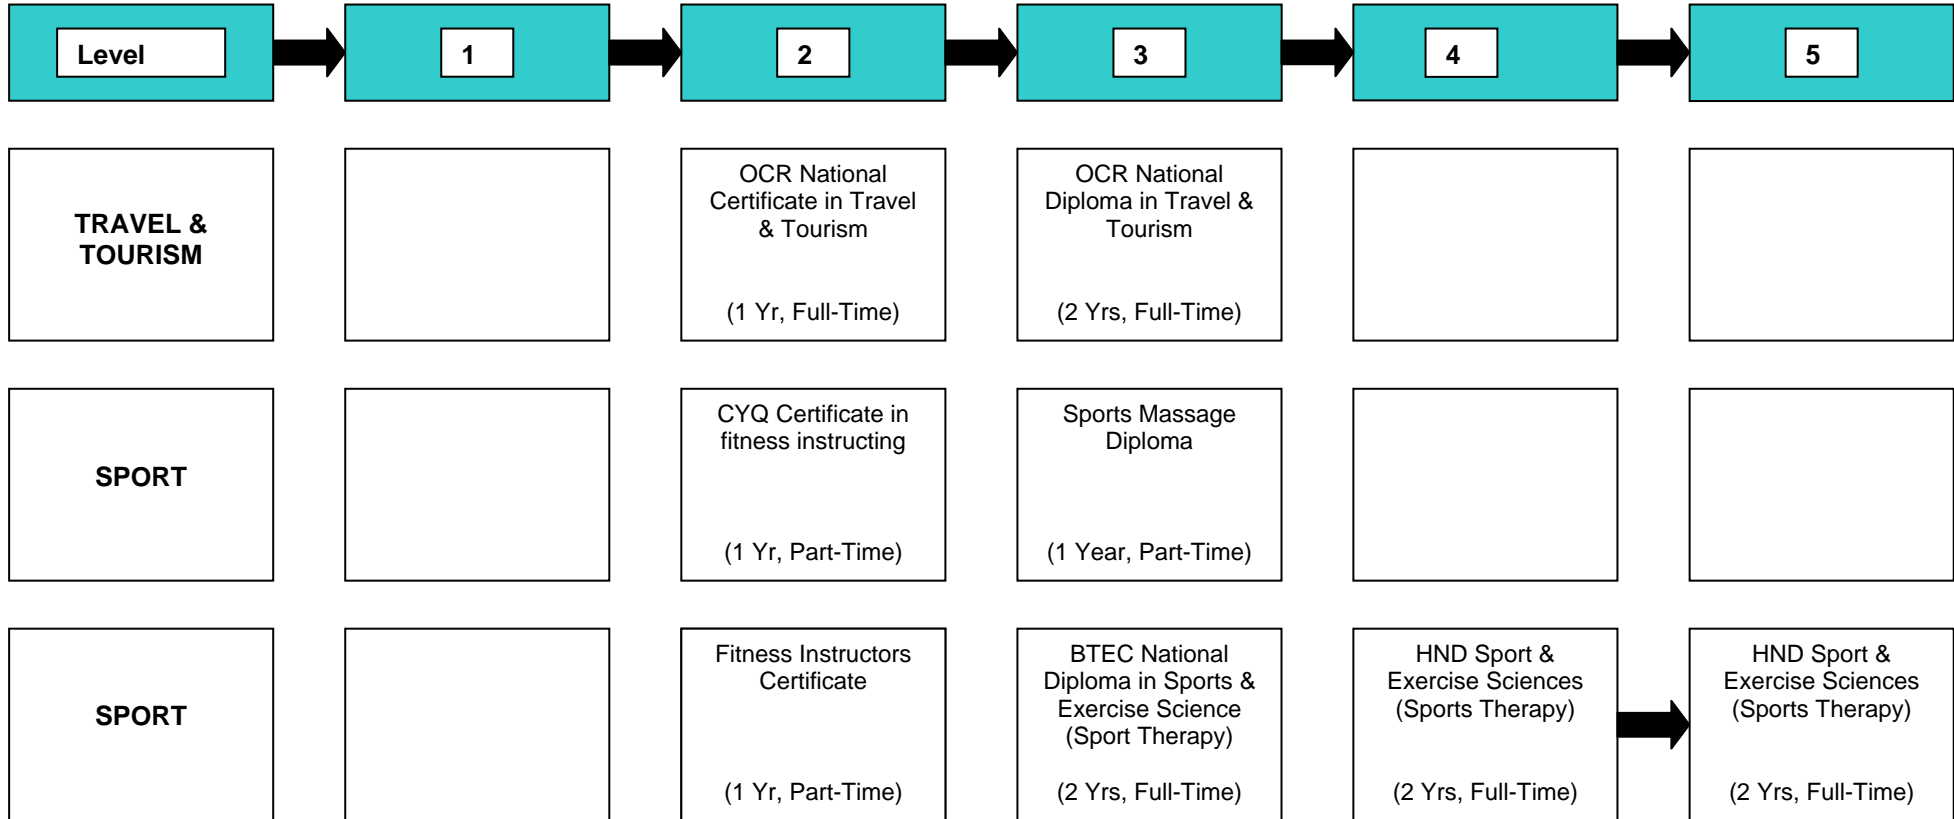 Level
1
2
3
4
5
TRAVEL &
TOURISM
OCR National
Certificate in Travel
& Tourism
(1 Yr, Full-Time)
OCR National
Diploma in Travel &
Tourism
(2 Yrs, Full-Time)
SPORT
CYQ Certificate in
fitness instructing
(1 Yr, Part-Time)
Sports Massage
Diploma
(1 Year, Part-Time)
SPORT
Fitness Instructors
Certificate
(1 Yr, Part-Time)
BTEC National
Diploma in Sports &
Exercise Science
(Sport Therapy)
(2 Yrs, Full-Time)
HND Sport &
Exercise Sciences
(Sports Therapy)
(2 Yrs, Full-Time)
HND Sport &
Exercise Sciences
(Sports Therapy)
(2 Yrs, Full-Time)